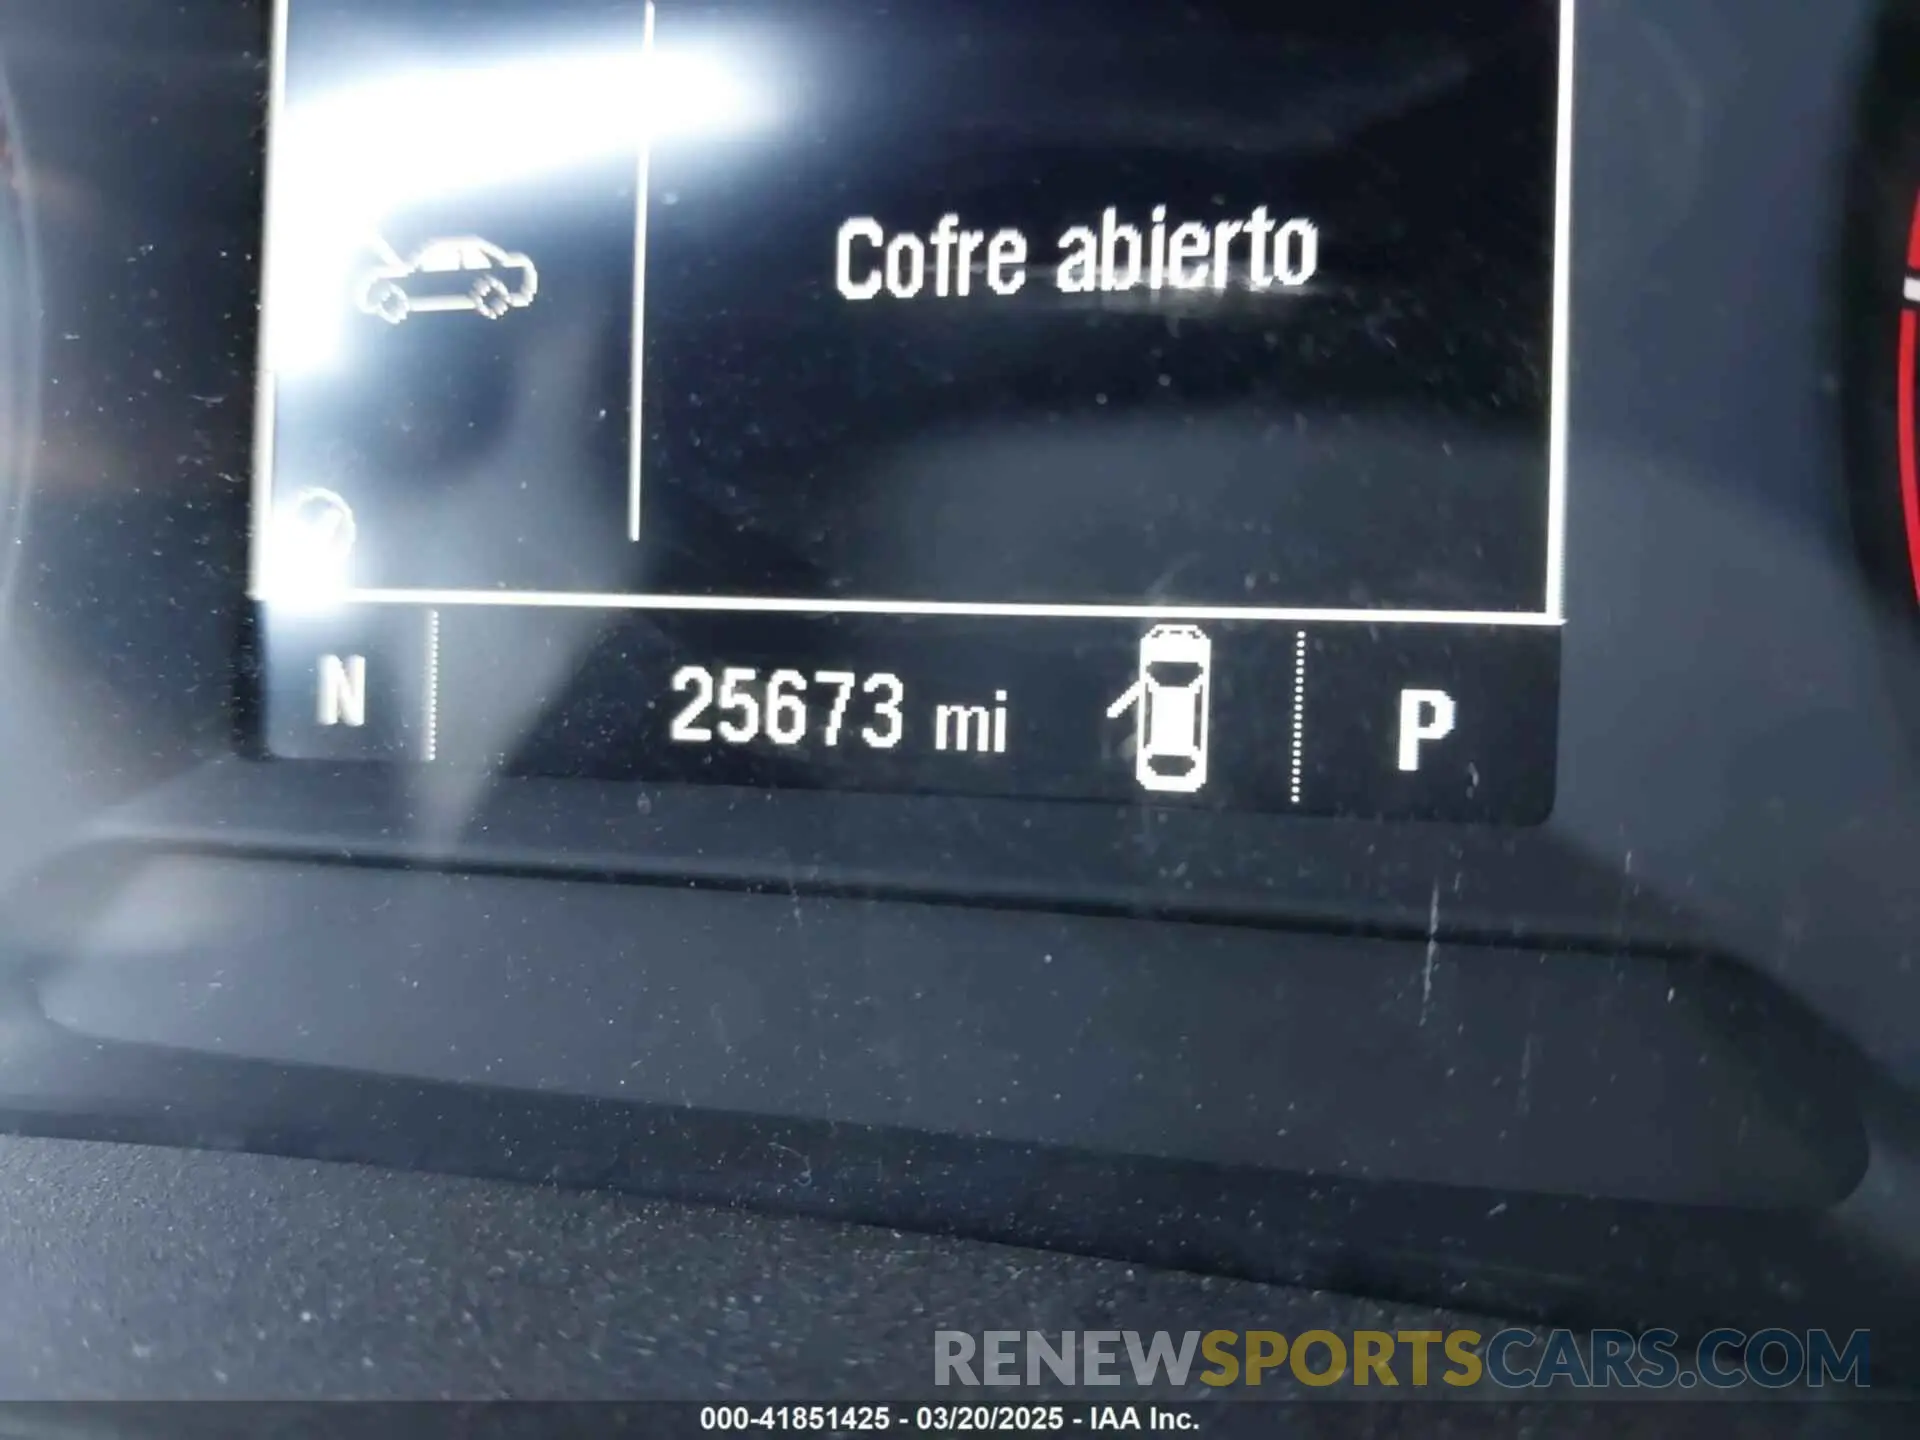 Cofre abierto
N 25673 mi P
RENEWSPORTSCARS.COM
000-41851425 - 03/20/2025 - IAA Inc.